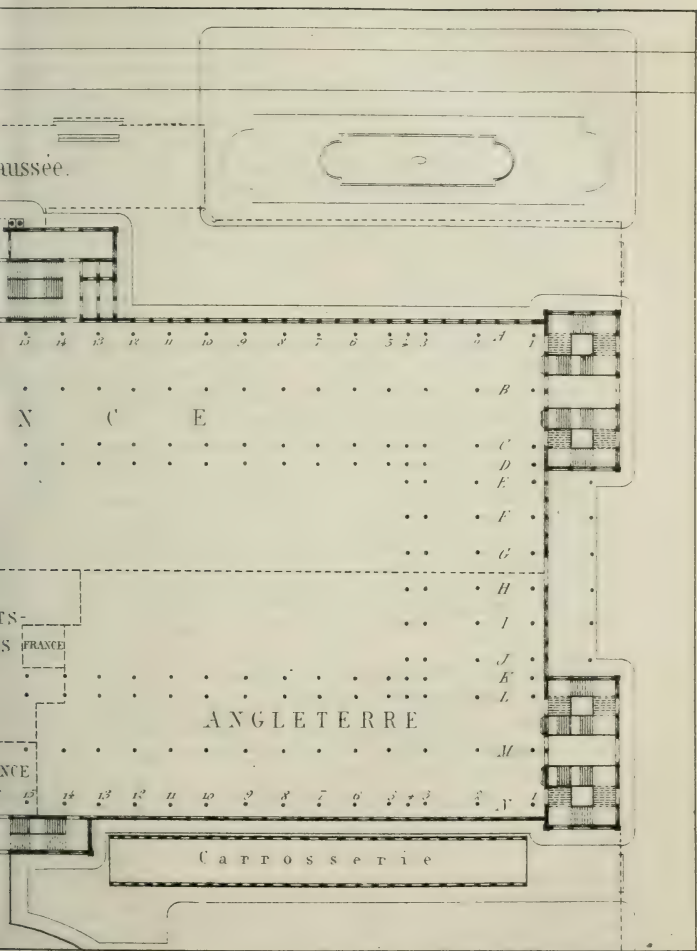 aussée.
15 14 13 12 11 10 9 8 7 6 5 4 3 2 A 1
B
N C E
C
D
E
F
G
H
TS-
I
S FRANCE
J
K
L
ANGLETERRE
M
NCE
15 14 13 12 11 10 9 8 7 6 5 4 3 2 N 1
Carrosserie